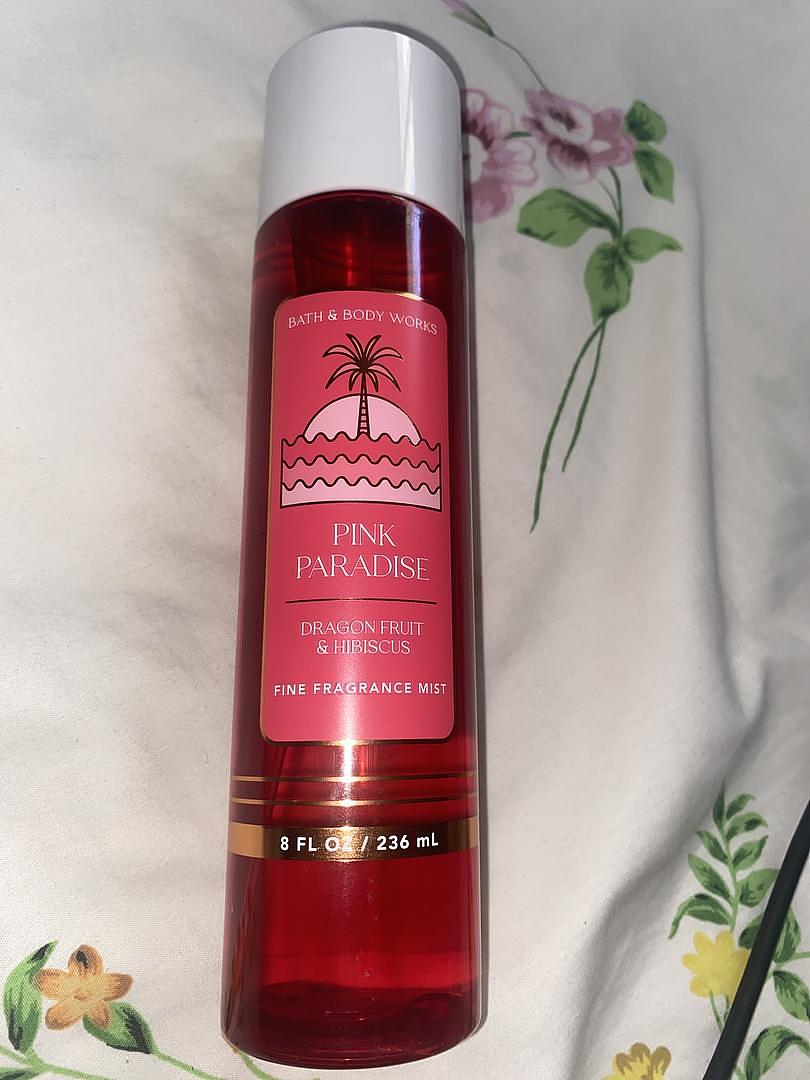 BATH & BODY WORKS
PINK
PARADISE
DRAGON FRUIT
& HIBISCUS
FINE FRAGRANCE MIST
8 FL OZ / 236 mL